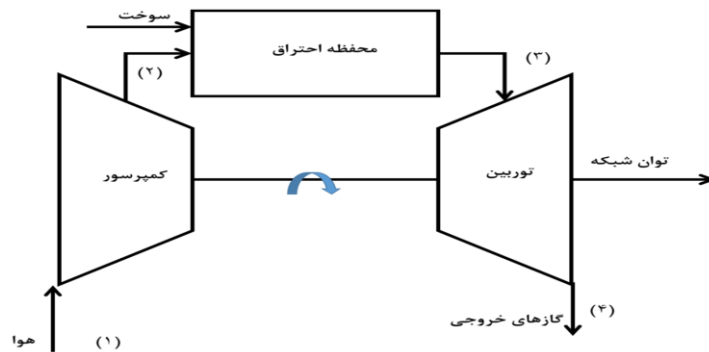 سوخت
محفظه احتراق
(۲)
(۳)
کمپرسور
توربین
توان شبکه
هوا
(۱)
گازهای خروجی
(۴)